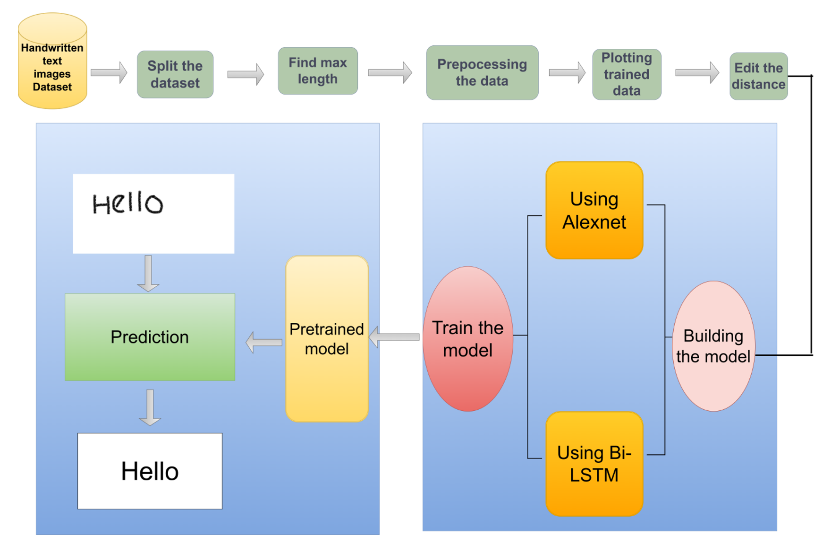 Handwritten
text
images
Dataset
Split the
dataset
Find max
length
Prepocessing
the data
Plotting
trained
data
Edit the
distance
Hello
Prediction
Hello
Pretrained
model
Train the
model
Using
Alexnet
Using Bi-
LSTM
Building
the model